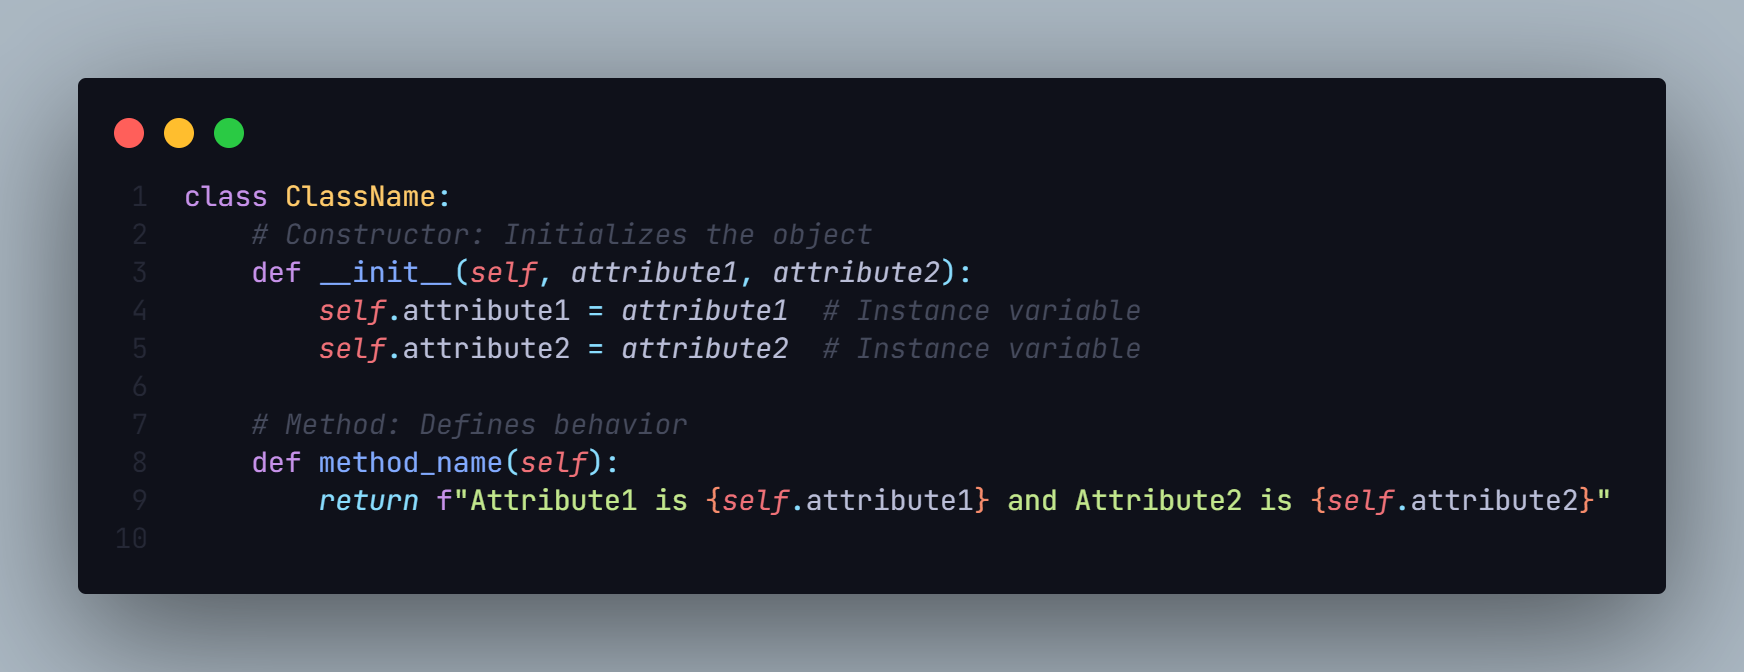 1 class ClassName:
2     # Constructor: Initializes the object
3     def __init__(self, attribute1, attribute2):
4         self.attribute1 = attribute1  # Instance variable
5         self.attribute2 = attribute2  # Instance variable
6
7     # Method: Defines behavior
8     def method_name(self):
9         return f"Attribute1 is {self.attribute1} and Attribute2 is {self.attribute2}"
10